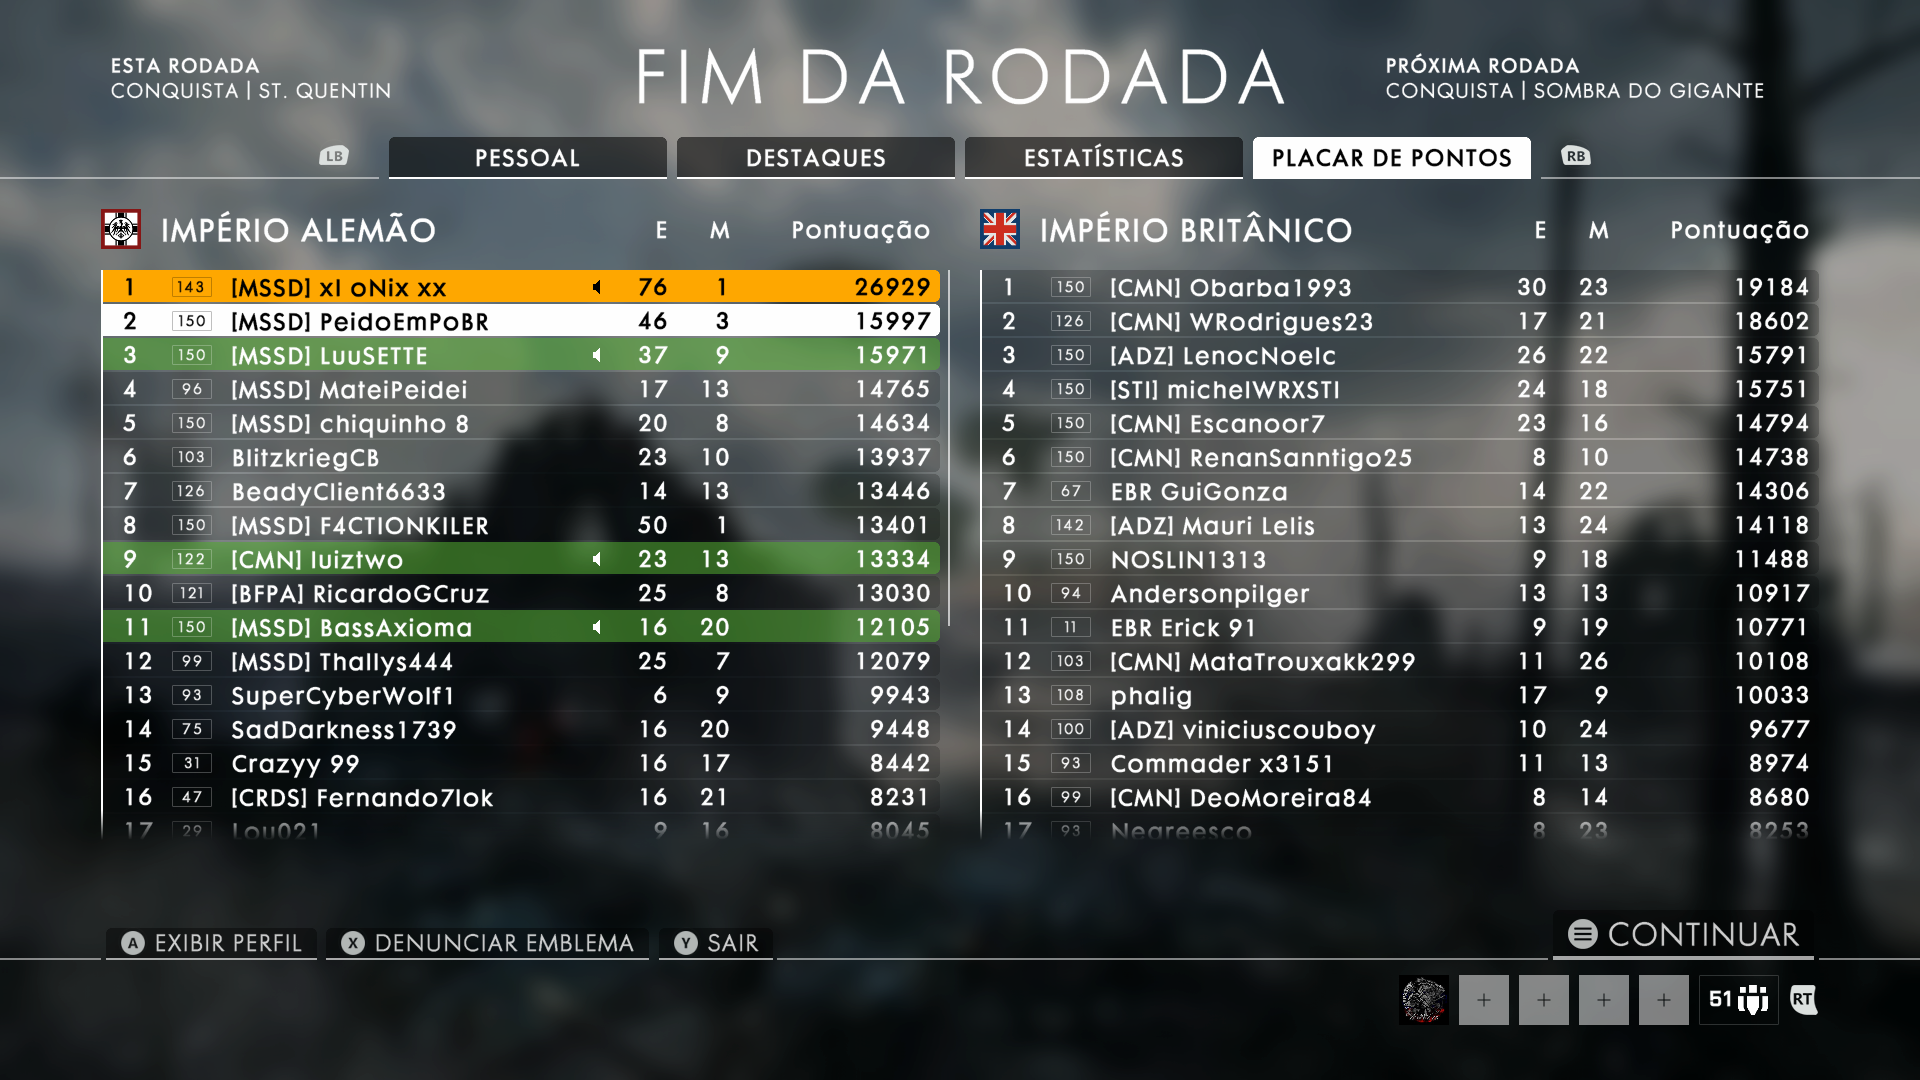 ESTA RODADA
CONQUISTA | ST. QUENTIN
FIM DA RODADA
PRÓXIMA RODADA
CONQUISTA | SOMBRA DO GIGANTE
LB PESSOAL DESTAQUES ESTATÍSTICAS PLACAR DE PONTOS RB
IMPÉRIO ALEMÃO E M Pontuação
1 143 [MSSD] xI oNix xx 76 1 26929
2 150 [MSSD] PeidoEmPoBR 46 3 15997
3 150 [MSSD] LuuSETTE 37 9 15971
4 96 [MSSD] MateiPeidei 17 13 14765
5 150 [MSSD] chiquinho 8 20 8 14634
6 103 BlitzkriegCB 23 10 13937
7 126 BeadyClient6633 14 13 13446
8 150 [MSSD] F4CTIONKILER 50 1 13401
9 122 [CMN] luiztwo 23 13 13334
10 121 [BFPA] RicardoGCruz 25 8 13030
11 150 [MSSD] BassAxioma 16 20 12105
12 99 [MSSD] Thallys444 25 7 12079
13 93 SuperCyberWolf1 6 9 9943
14 75 SadDarkness1739 16 20 9448
15 31 Crazyy 99 16 17 8442
16 47 [CRDS] Fernando7lok 16 21 8231
17 29 Lou021 9 16 8045
IMPÉRIO BRITÂNICO E M Pontuação
1 150 [CMN] Obarba1993 30 23 19184
2 126 [CMN] WRodrigues23 17 21 18602
3 150 [ADZ] LenocNoelc 26 22 15791
4 150 [STI] michelWRXSTI 24 18 15751
5 150 [CMN] Escanoor7 23 16 14794
6 150 [CMN] RenanSanntigo25 8 10 14738
7 67 EBR GuiGonza 14 22 14306
8 142 [ADZ] Mauri Lelis 13 24 14118
9 150 NOSLIN1313 9 18 11488
10 94 Andersonpilger 13 13 10917
11 11 EBR Erick 91 9 19 10771
12 103 [CMN] MataTrouxakk299 11 26 10108
13 108 phalig 17 9 10033
14 100 [ADZ] viniciuscouboy 10 24 9677
15 93 Commader x3151 11 13 8974
16 99 [CMN] DeoMoreira84 8 14 8680
17 93 Negreesco 8 23 8253
A EXIBIR PERFIL X DENUNCIAR EMBLEMA Y SAIR
CONTINUAR
+ + + + 51 RT